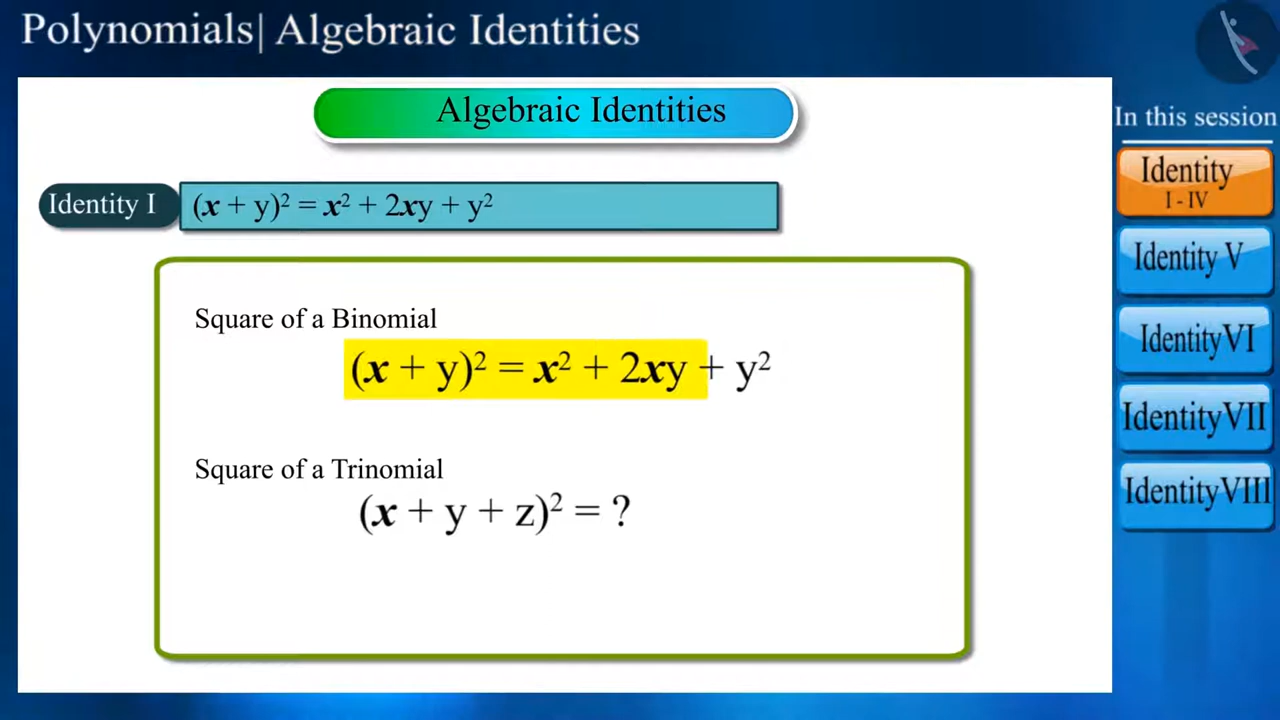 Polynomials| Algebraic Identities
Algebraic Identities
In this session
Identity I
(x + y)² = x² + 2xy + y²
Identity
I - IV
Identity V
Square of a Binomial
(x + y)² = x² + 2xy + y²
IdentityVI
IdentityVII
Square of a Trinomial
(x + y + z)² = ?
IdentityVIII